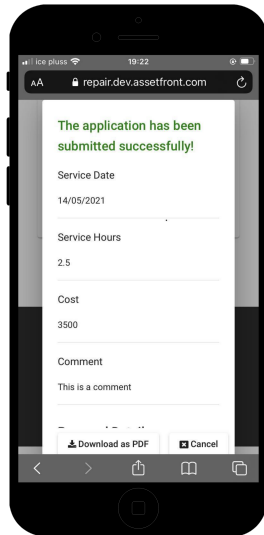 ice pluss 19:22
AA repair.dev.assetfront.com
The application has been
submitted successfully!
Service Date
14/05/2021
Service Hours
2.5
Cost
3500
Comment
This is a comment
Download as PDF Cancel